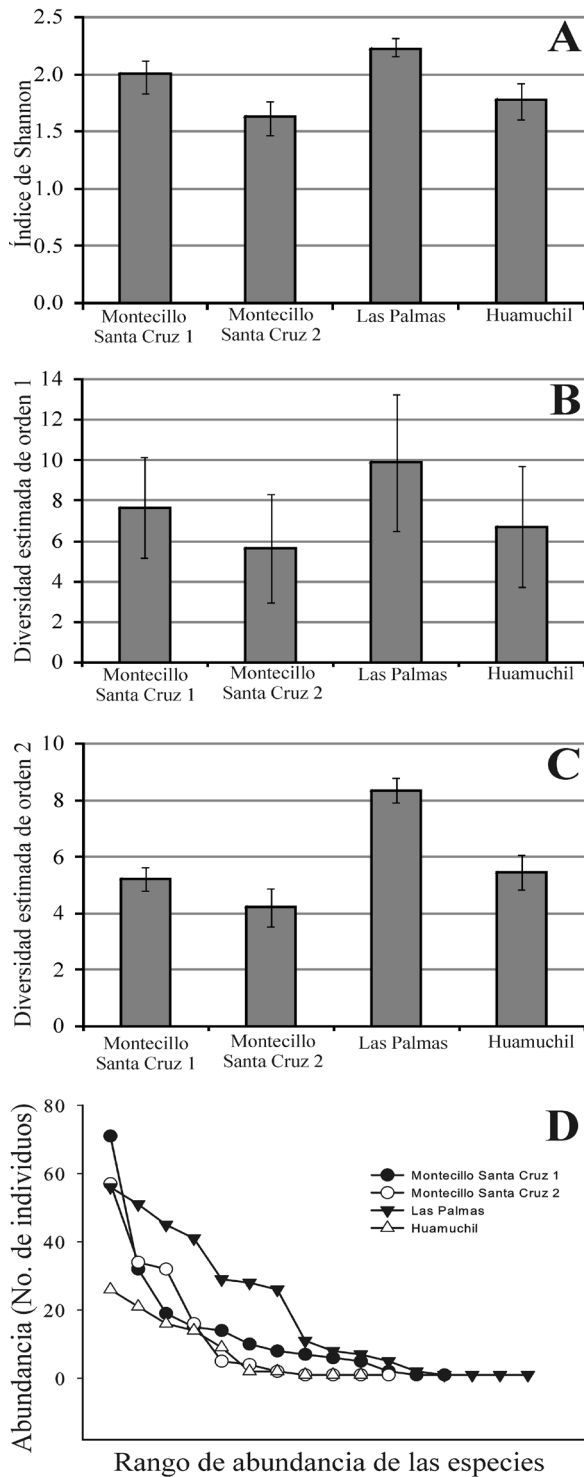 A
Índice de Shannon
2.5
2.0
1.5
1.0
0.5
0.0
Montecillo
Santa Cruz 1
Montecillo
Santa Cruz 2
Las Palmas
Huamuchil
B
Diversidad estimada de orden 1
14
12
10
8
6
4
2
0
Montecillo
Santa Cruz 1
Montecillo
Santa Cruz 2
Las Palmas
Huamuchil
C
Diversidad estimada de orden 2
10
8
6
4
2
0
Montecillo
Santa Cruz 1
Montecillo
Santa Cruz 2
Las Palmas
Huamuchil
D
Abundancia (No. de individuos)
80
60
40
20
0
Montecillo Santa Cruz 1
Montecillo Santa Cruz 2
Las Palmas
Huamuchil
Rango de abundancia de las especies